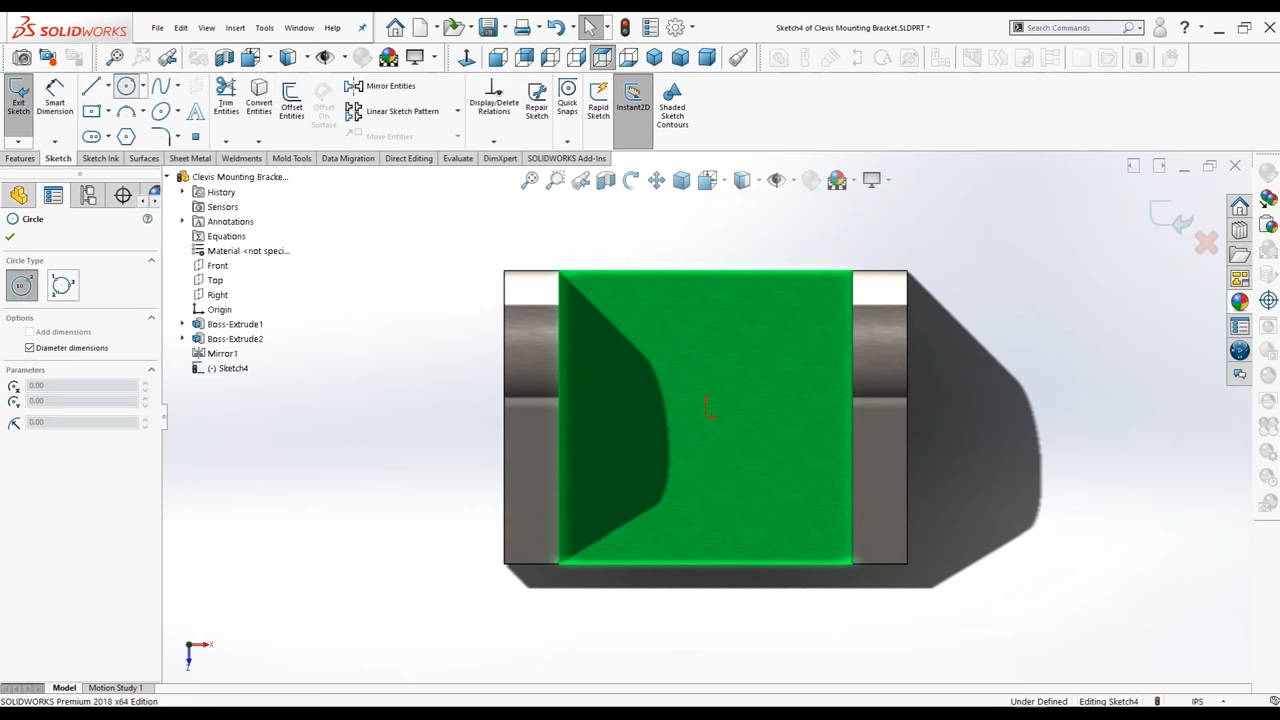 SOLIDWORKS
File Edit View Insert Tools Window Help
Sketch4 of Clevis Mounting Bracket.SLDPRT *
Search Commands
?
Exit Sketch
Smart Dimension
Trim Entities
Convert Entities
Offset Entities
Offset On Surface
Mirror Entities
Linear Sketch Pattern
Move Entities
Display/Delete Relations
Repair Sketch
Quick Snaps
Rapid Sketch
Instant2D
Shaded Sketch Contours
Features Sketch Sketch Ink Surfaces Sheet Metal Weldments Mold Tools Data Migration Direct Editing Evaluate DimXpert SOLIDWORKS Add-Ins
Circle
Circle Type
Options
Add dimensions
Diameter dimensions
Parameters
0.00
0.00
0.00
Clevis Mounting Bracke...
History
Sensors
Annotations
Equations
Material <not speci...
Front
Top
Right
Origin
Boss-Extrude1
Boss-Extrude2
Mirror1
(-) Sketch4
X
Z
Model Motion Study 1
SOLIDWORKS Premium 2018 x64 Edition
Under Defined Editing Sketch4 IPS